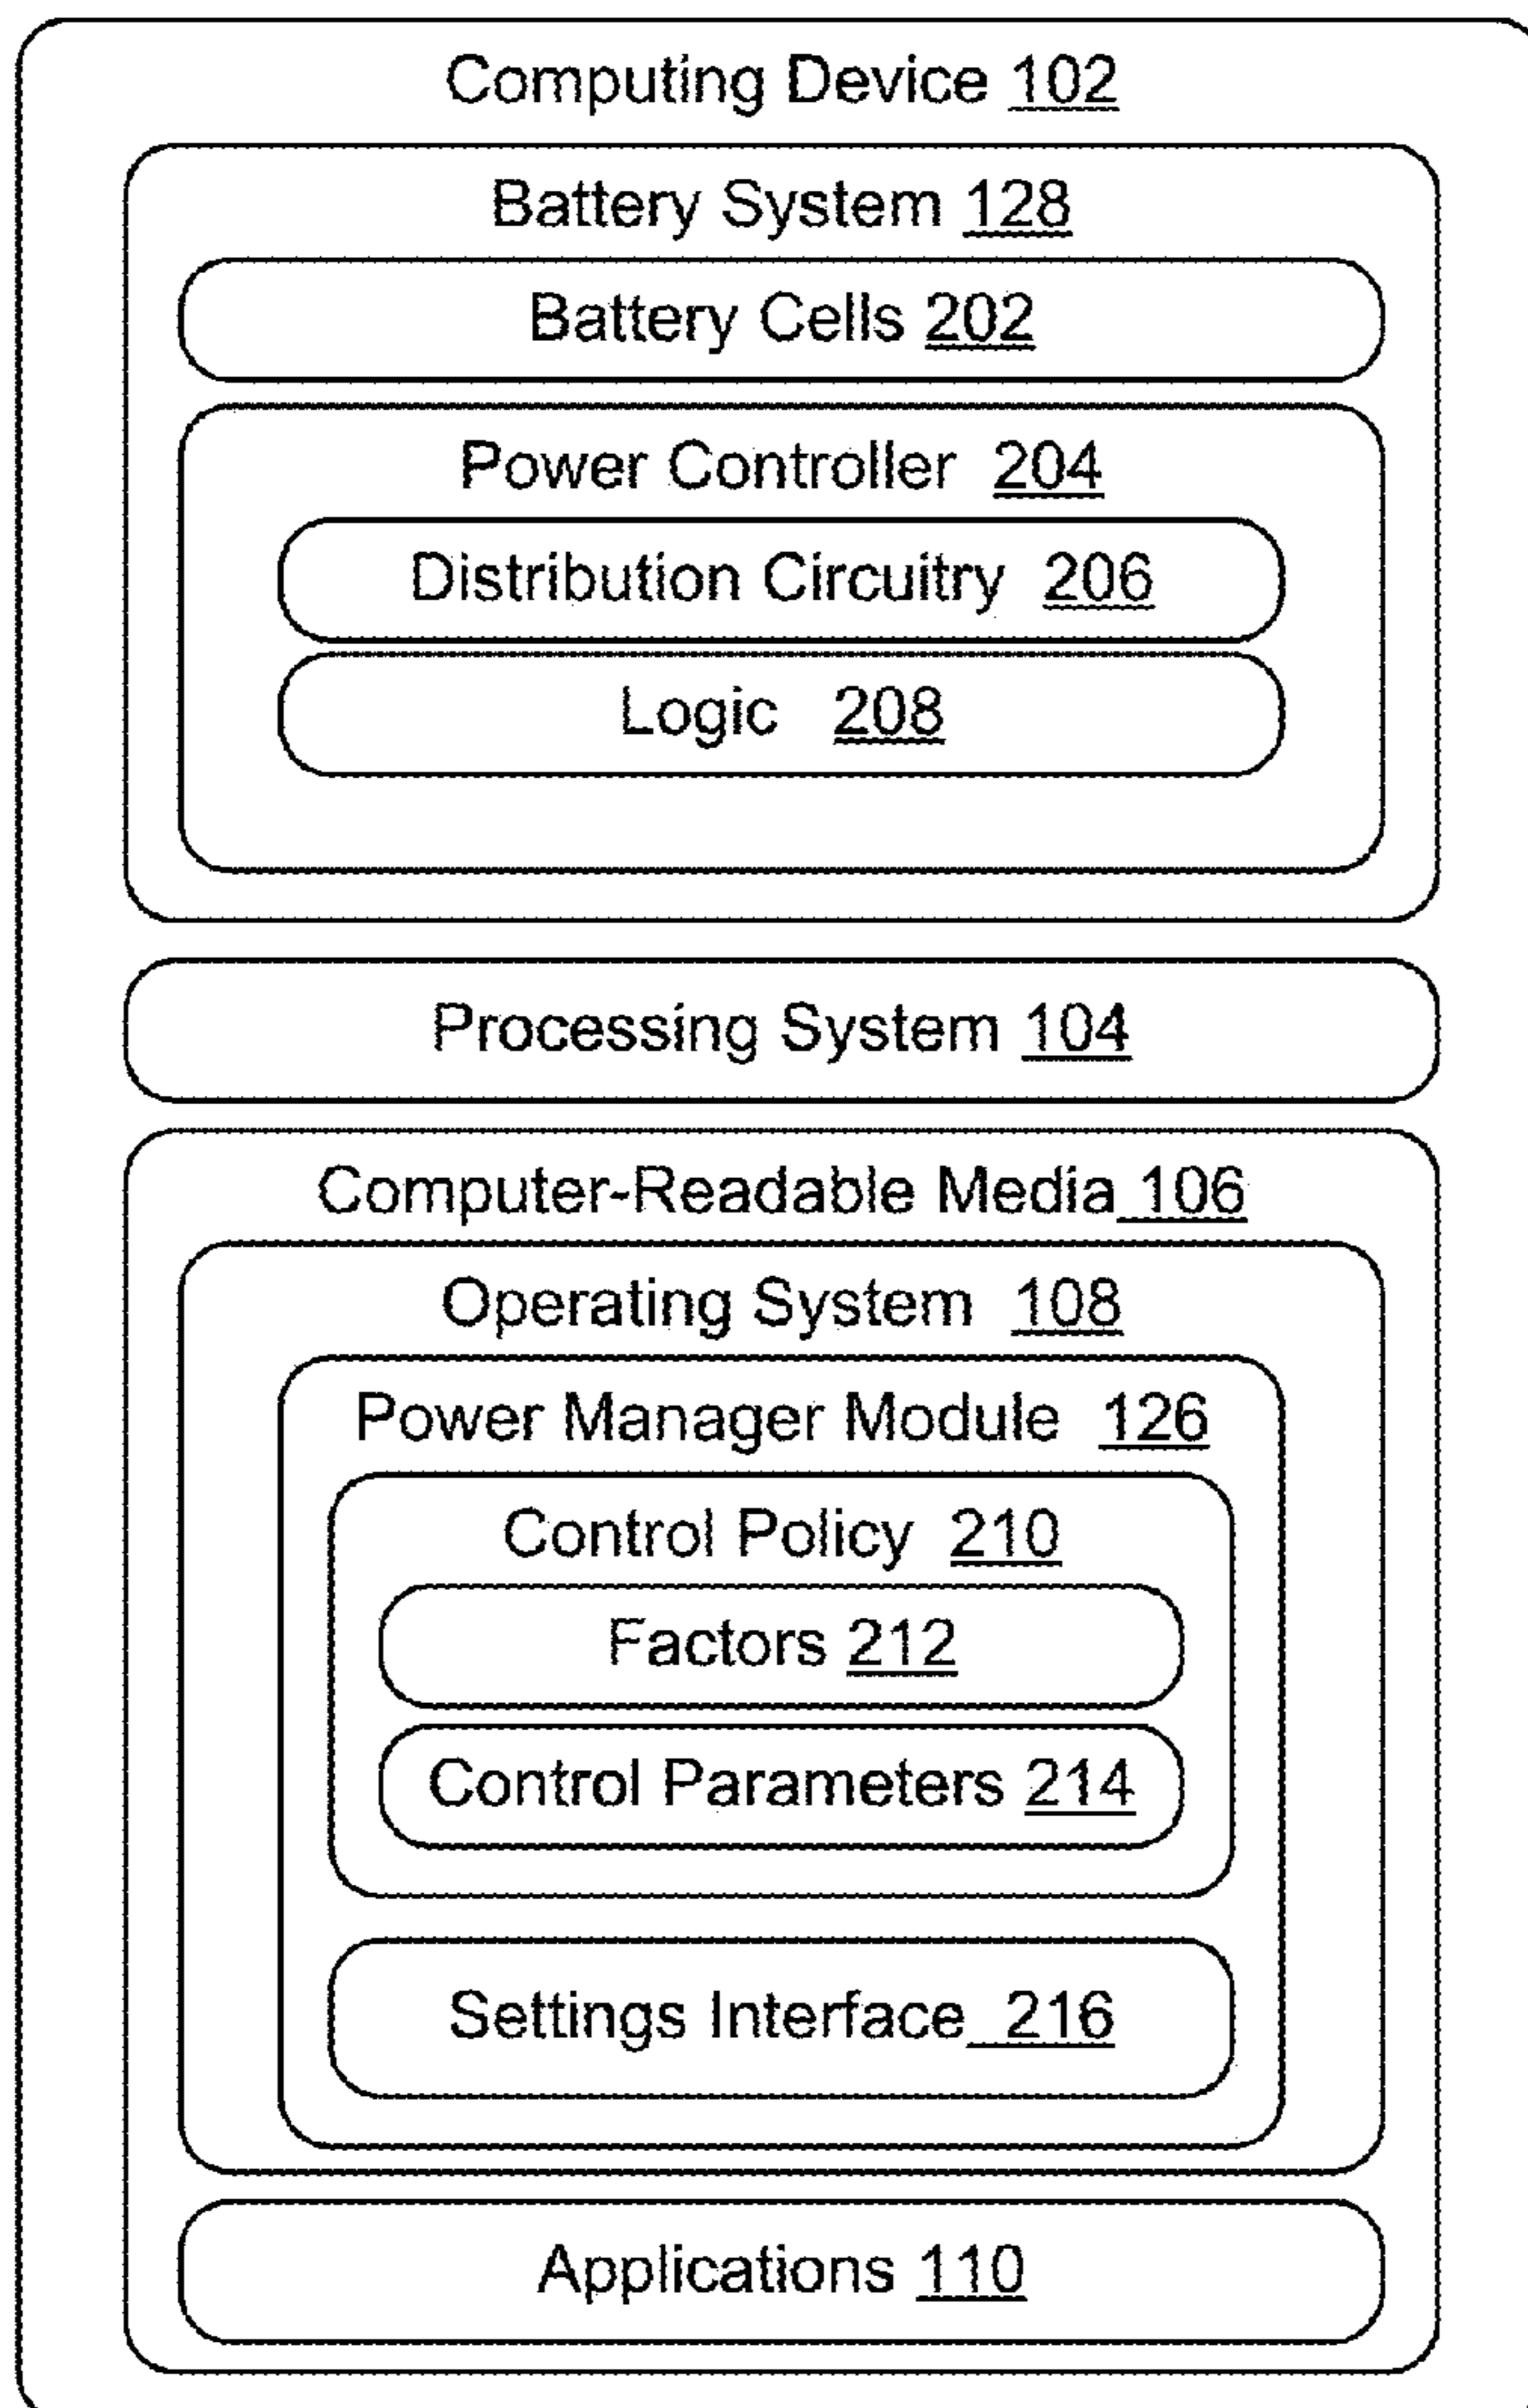 Computing Device 102
Battery System 128
Battery Cells 202
Power Controller 204
Distribution Circuitry 206
Logic 208
Processing System 104
Computer-Readable Media 106
Operating System 108
Power Manager Module 126
Control Policy 210
Factors 212
Control Parameters 214
Settings Interface 216
Applications 110